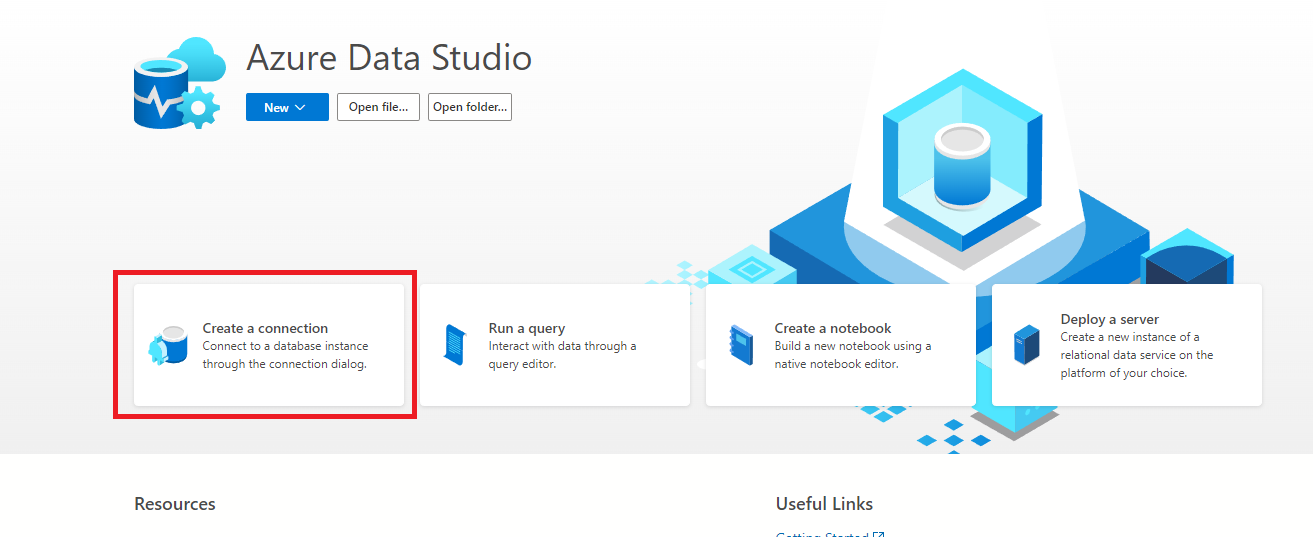 Azure Data Studio
New
Open file...
Open folder...
Create a connection
Connect to a database instance
through the connection dialog.
Run a query
Interact with data through a
query editor.
Create a notebook
Build a new notebook using a
native notebook editor.
Deploy a server
Create a new instance of a
relational data service on the
platform of your choice.
Resources
Useful Links
Getting Started